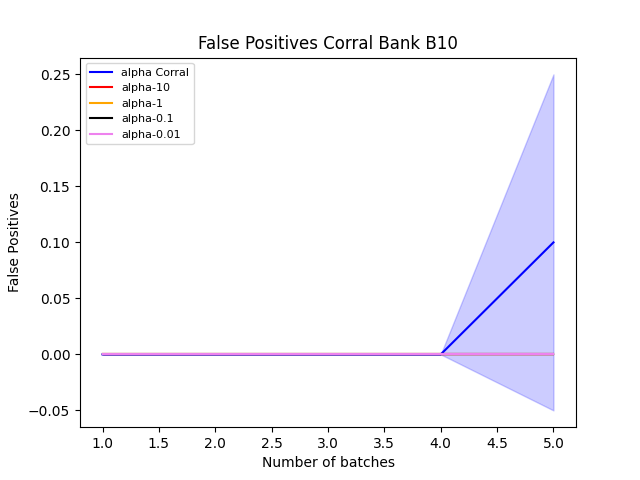 False Positives Corral Bank B10
alpha Corral
alpha-10
alpha-1
alpha-0.1
alpha-0.01
0.25
0.20
0.15
0.10
0.05
0.00
−0.05
False Positives
1.0 1.5 2.0 2.5 3.0 3.5 4.0 4.5 5.0
Number of batches